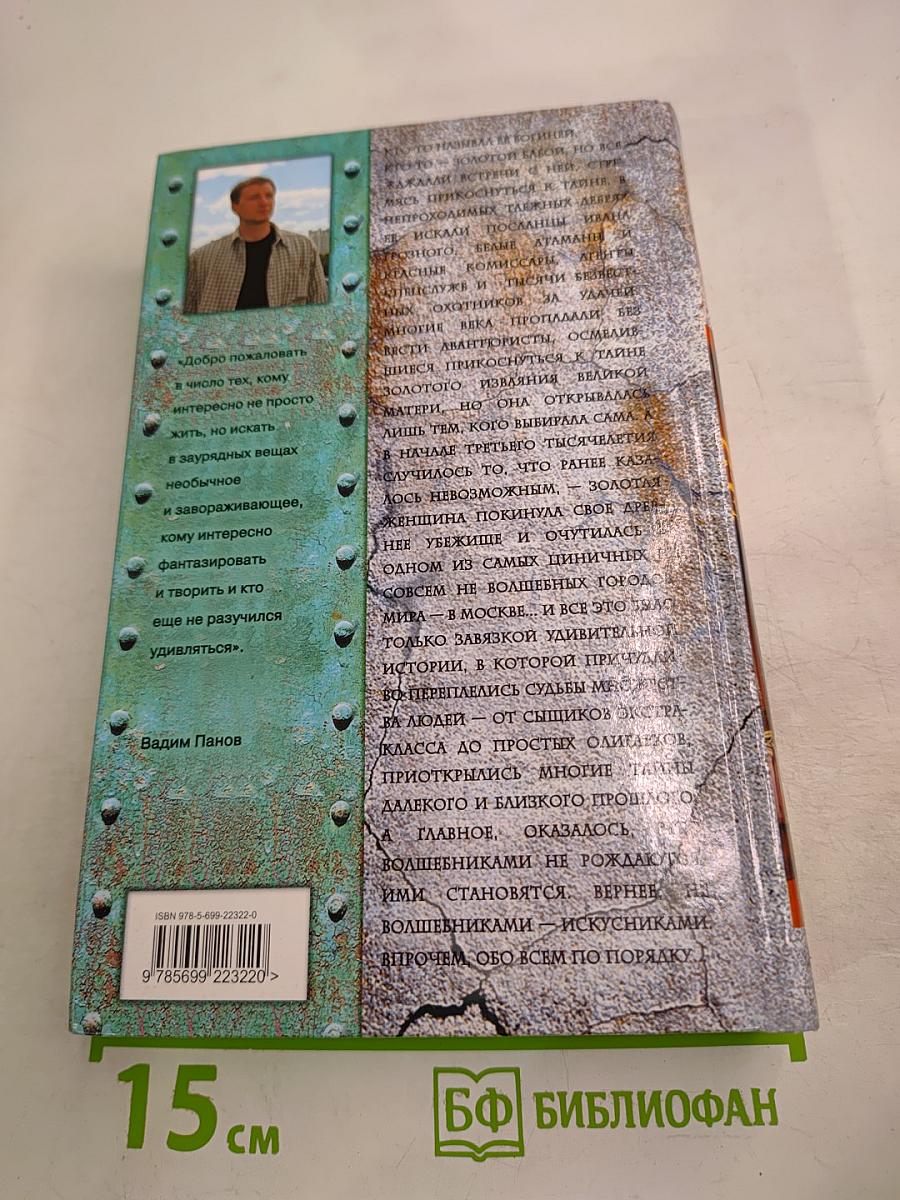 «Добро пожаловать
в число тех, кому
интересно не просто
жить, но искать
в заурядных вещах
необычное
и завораживающее,
кому интересно
фантазировать
и творить и кто
еще не разучился
удивляться».
Вадим Панов
ISBN 978-5-699-22322-0
9 785699 223220 >
КТО-ТО НАЗЫВАЛ ЕЕ БОГИНЕЙ,
КТО-ТО — ЗОЛОТОЙ БАБОЙ, НО ВСЕ
ЖАЖДАЛИ ВСТРЕЧИ С НЕЙ, СТРЕ-
МЯСЬ ПРИКОСНУТЬСЯ К ТАЙНЕ. В
НЕПРОХОДИМЫХ ТАЕЖНЫХ ДЕБРЯХ
ЕЕ ИСКАЛИ ПОСЛАНЦЫ ИВАНА
ГРОЗНОГО, БЕЛЫЕ АТАМАНЫ И
КРАСНЫЕ КОМИССАРЫ, АГЕНТЫ
СПЕЦСЛУЖБ И ТЫСЯЧИ БЕЗВЕСТ-
НЫХ ОХОТНИКОВ ЗА УДАЧЕЙ.
МНОГИЕ ВЕКА ПРОПАДАЛИ БЕЗ
ВЕСТИ АВАНТЮРИСТЫ, ОСМЕЛИВ-
ШИЕСЯ ПРИКОСНУТЬСЯ К ТАЙНЕ
ЗОЛОТОГО ИЗВАЯНИЯ ВЕЛИКОЙ
МАТЕРИ, НО ОНА ОТКРЫВАЛАСЬ
ЛИШЬ ТЕМ, КОГО ВЫБИРАЛА САМА. А
В НАЧАЛЕ ТРЕТЬЕГО ТЫСЯЧЕЛЕТИЯ
СЛУЧИЛОСЬ ТО, ЧТО РАНЕЕ КАЗА-
ЛОСЬ НЕВОЗМОЖНЫМ, — ЗОЛОТАЯ
ЖЕНЩИНА ПОКИНУЛА СВОЕ ДРЕВ-
НЕЕ УБЕЖИЩЕ И ОЧУТИЛАСЬ В
ОДНОМ ИЗ САМЫХ ЦИНИЧНЫХ И
СОВСЕМ НЕ ВОЛШЕБНЫХ ГОРОДОВ
МИРА — В МОСКВЕ... И ВСЕ ЭТО БЫЛО
ТОЛЬКО ЗАВЯЗКОЙ УДИВИТЕЛЬНОЙ
ИСТОРИИ, В КОТОРОЙ ПРИЧУДЛИ-
ВО ПЕРЕПЛЕЛИСЬ СУДЬБЫ МНОЖЕСТ-
ВА ЛЮДЕЙ — ОТ СЫЩИКОВ ЭКСТРА-
КЛАССА ДО ПРОСТЫХ ОЛИГАРХОВ,
ПРИОТКРЫЛИСЬ МНОГИЕ ТАЙНЫ
ДАЛЕКОГО И БЛИЗКОГО ПРОШЛОГО,
А ГЛАВНОЕ, ОКАЗАЛОСЬ, ЧТО
ВОЛШЕБНИКАМИ НЕ РОЖДАЮТСЯ.
ИМИ СТАНОВЯТСЯ. ВЕРНЕЕ, НЕ
ВОЛШЕБНИКАМИ — ИСКУСНИКАМИ.
ВПРОЧЕМ, ОБО ВСЕМ ПО ПОРЯДКУ...
15 см
БФ БИБЛИОФАН